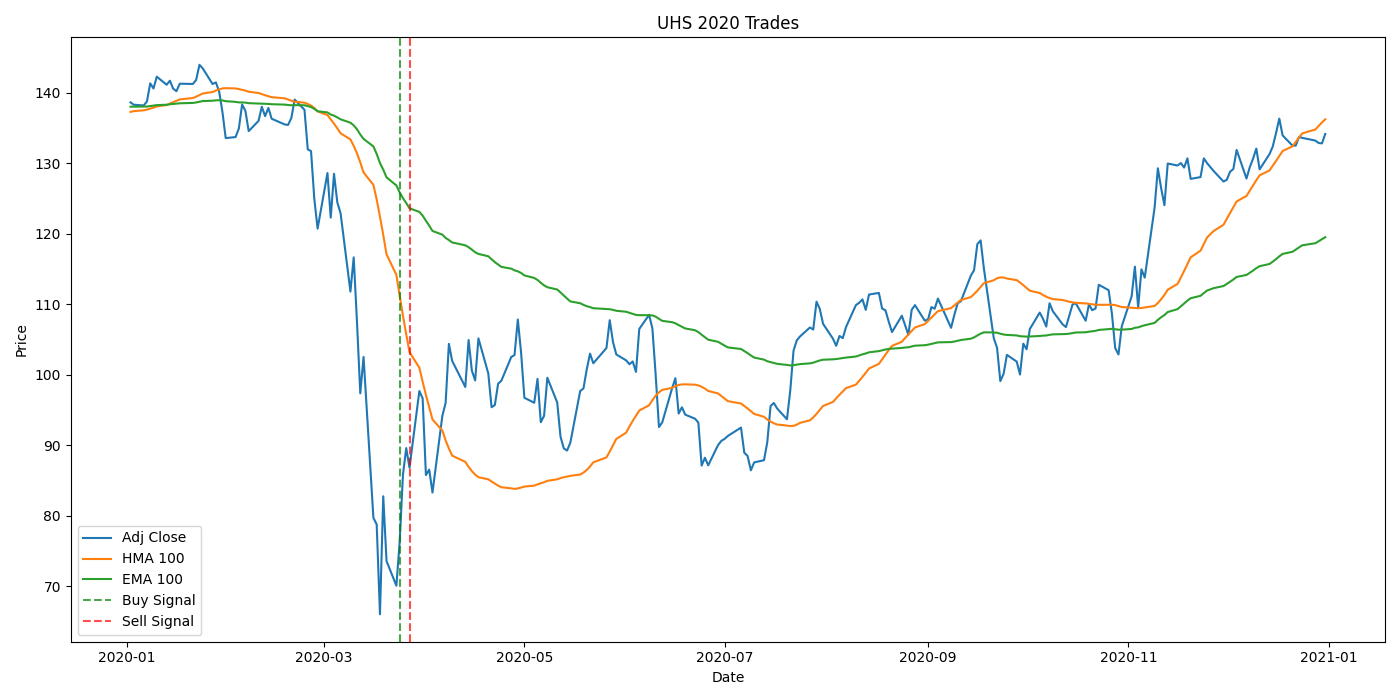 UHS 2020 Trades
Price
140
130
120
110
100
90
80
70
Adj Close
HMA 100
EMA 100
Buy Signal
Sell Signal
2020-01
2020-03
2020-05
2020-07
2020-09
2020-11
2021-01
Date